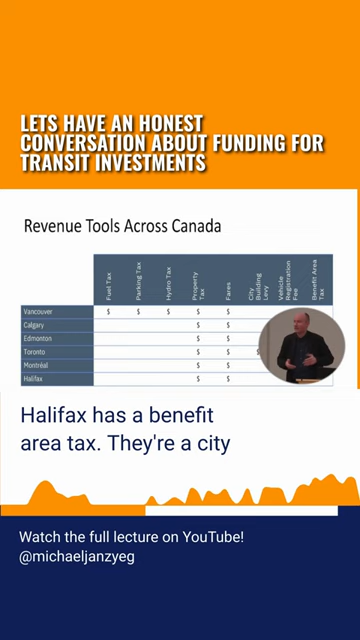 LETS HAVE AN HONEST
CONVERSATION ABOUT FUNDING FOR
TRANSIT INVESTMENTS
Revenue Tools Across Canada
Fuel Tax
Parking Tax
Hydro Tax
Property Tax
Fares
City Building Levy
Vehicle Registration Fee
Benefit Area Tax
Vancouver $ $ $ $ $
Calgary $ $
Edmonton $ $
Toronto $ $ $
Montréal $ $
Halifax $ $
Halifax has a benefit
area tax. They're a city
Watch the full lecture on YouTube!
@michaeljanzyeg